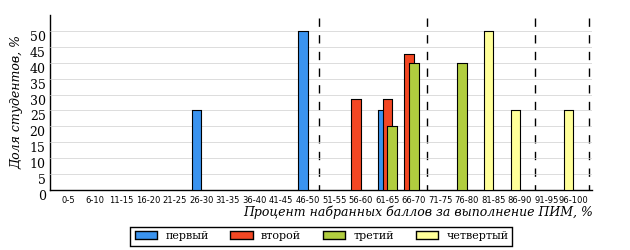 Доля студентов, %
50
45
40
35
30
25
20
15
10
5
0
0-5 6-10 11-15 16-20 21-25 26-30 31-35 36-40 41-45 46-50 51-55 56-60 61-65 66-70 71-75 76-80 81-85 86-90 91-95 96-100
Процент набранных баллов за выполнение ПИМ, %
первый второй третий четвертый